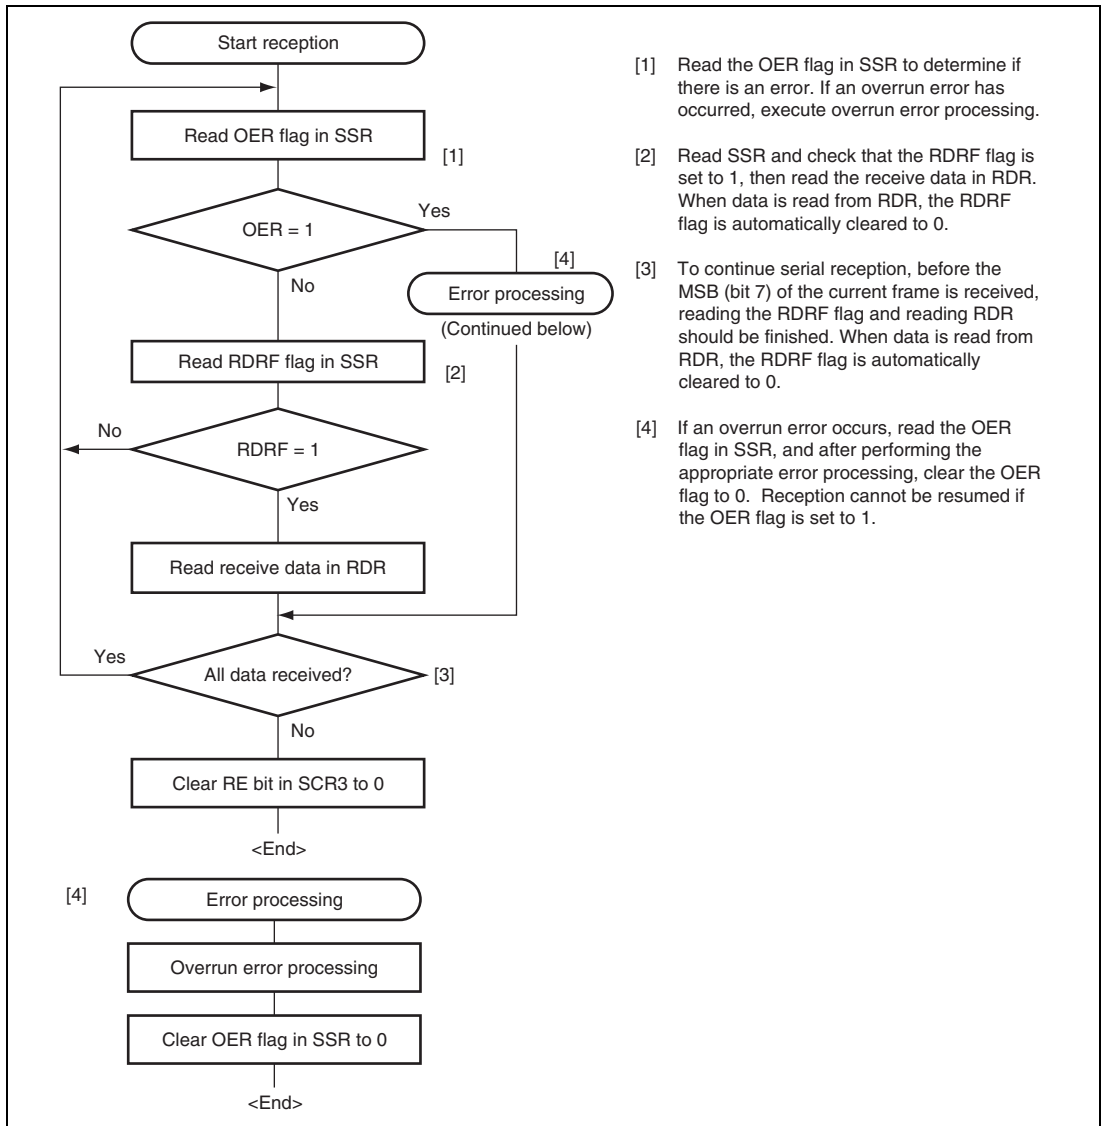 Start reception
Read OER flag in SSR
[1]
OER = 1
Yes
No
[4]
Error processing
(Continued below)
Read RDRF flag in SSR
[2]
No
RDRF = 1
Yes
Read receive data in RDR
Yes
All data received?
[3]
No
Clear RE bit in SCR3 to 0
<End>
[4]
Error processing
Overrun error processing
Clear OER flag in SSR to 0
<End>
[1] Read the OER flag in SSR to determine if
there is an error. If an overrun error has
occurred, execute overrun error processing.
[2] Read SSR and check that the RDRF flag is
set to 1, then read the receive data in RDR.
When data is read from RDR, the RDRF
flag is automatically cleared to 0.
[3] To continue serial reception, before the
MSB (bit 7) of the current frame is received,
reading the RDRF flag and reading RDR
should be finished. When data is read from
RDR, the RDRF flag is automatically
cleared to 0.
[4] If an overrun error occurs, read the OER
flag in SSR, and after performing the
appropriate error processing, clear the OER
flag to 0. Reception cannot be resumed if
the OER flag is set to 1.